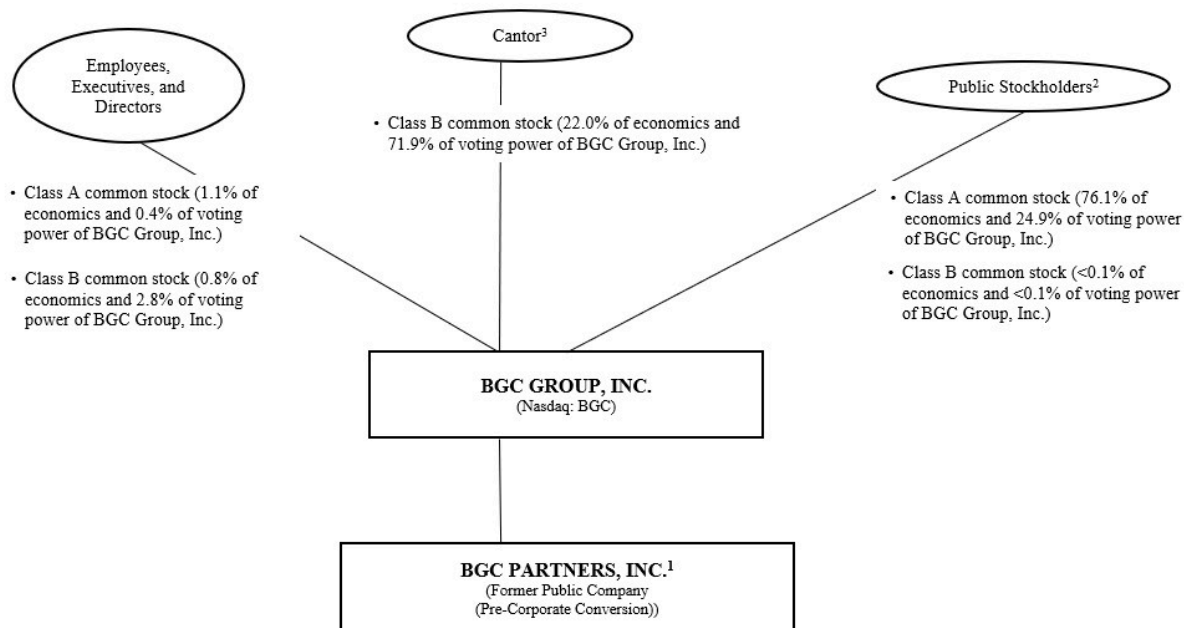 Cantor³
Employees,
Executives, and
Directors
Public Stockholders²
• Class B common stock (22.0% of economics and
71.9% of voting power of BGC Group, Inc.)
• Class A common stock (1.1% of
economics and 0.4% of voting
power of BGC Group, Inc.)
• Class B common stock (0.8% of
economics and 2.8% of voting
power of BGC Group, Inc.)
• Class A common stock (76.1% of
economics and 24.9% of voting power
of BGC Group, Inc.)
• Class B common stock (<0.1% of
economics and <0.1% of voting power
of BGC Group, Inc.)
BGC GROUP, INC.
(Nasdaq: BGC)
BGC PARTNERS, INC.¹
(Former Public Company
(Pre-Corporate Conversion))